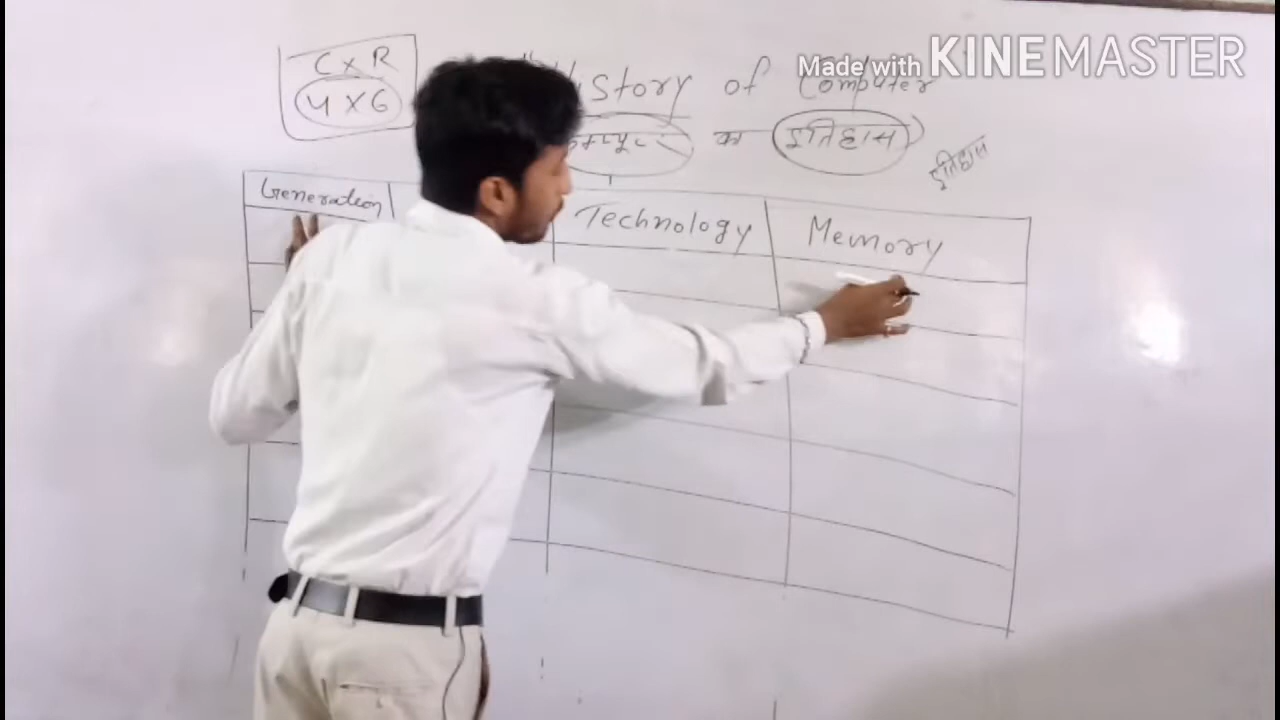 Made with KINEMASTER
C x R
4 x 6
Story of Computer
का इतिहास)
इतिहास
Generation Technology Memory